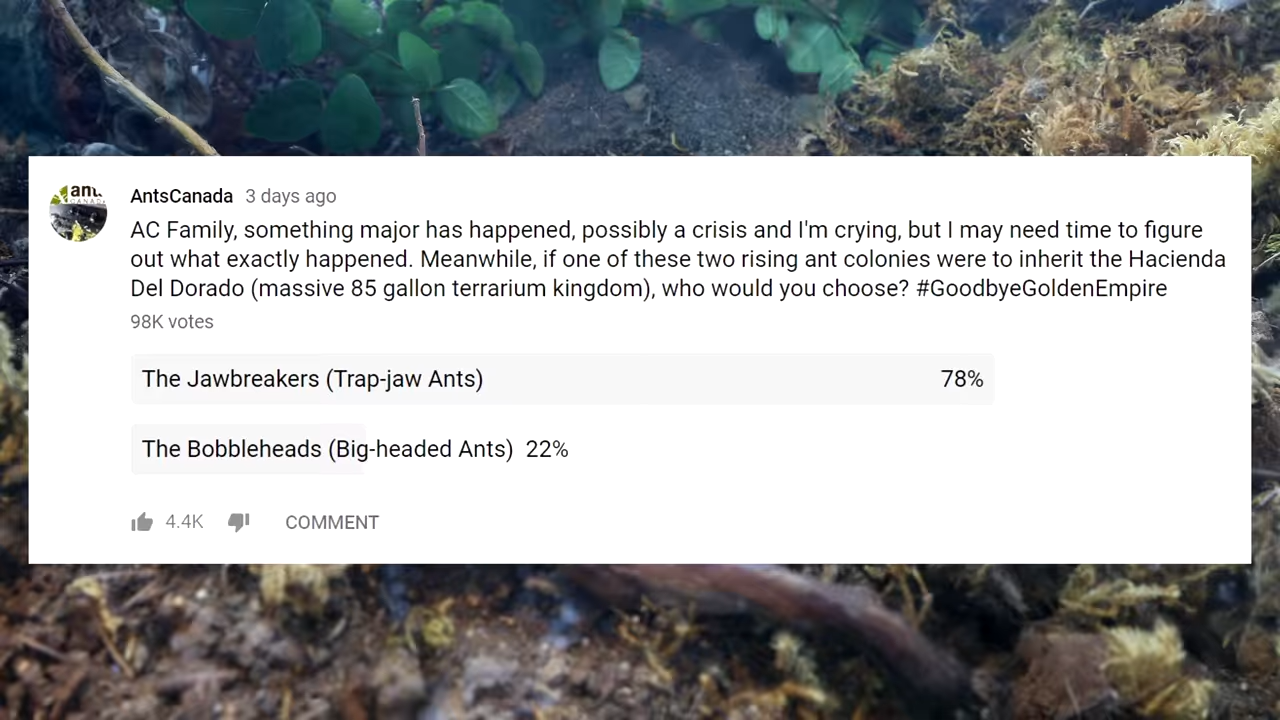 ant
CANADA
AntsCanada 3 days ago
AC Family, something major has happened, possibly a crisis and I'm crying, but I may need time to figure
out what exactly happened. Meanwhile, if one of these two rising ant colonies were to inherit the Hacienda
Del Dorado (massive 85 gallon terrarium kingdom), who would you choose? #GoodbyeGoldenEmpire
98K votes
The Jawbreakers (Trap-jaw Ants) 78%
The Bobbleheads (Big-headed Ants) 22%
4.4K COMMENT